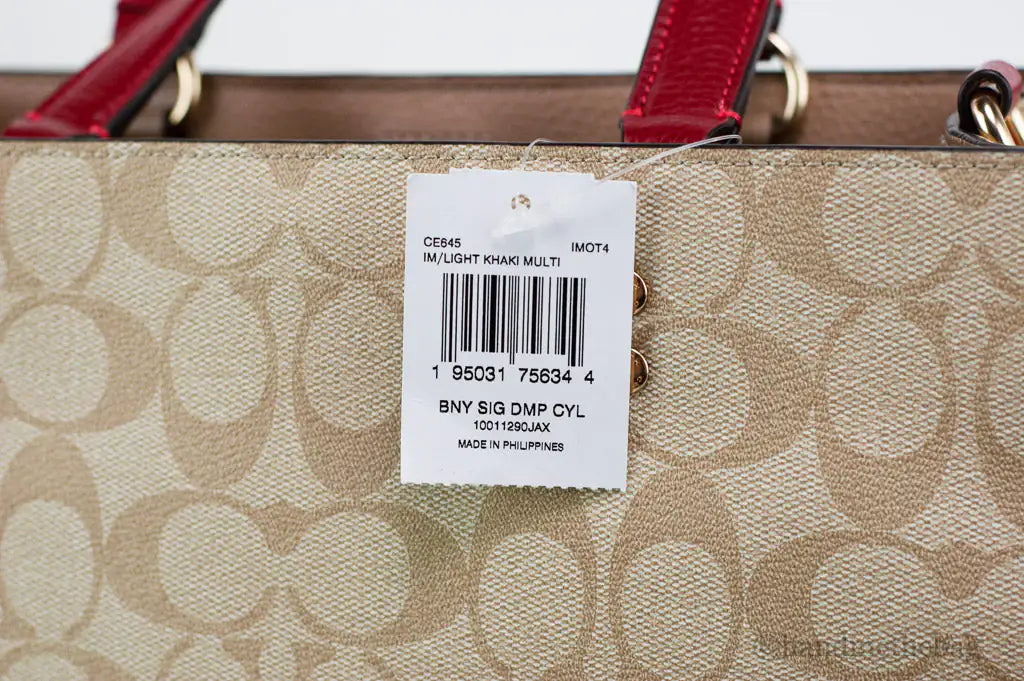 CE645 IMOT4
IM/LIGHT KHAKI MULTI
1 95031 75634 4
BNY SIG DMP CYL
10011290JAX
MADE IN PHILIPPINES